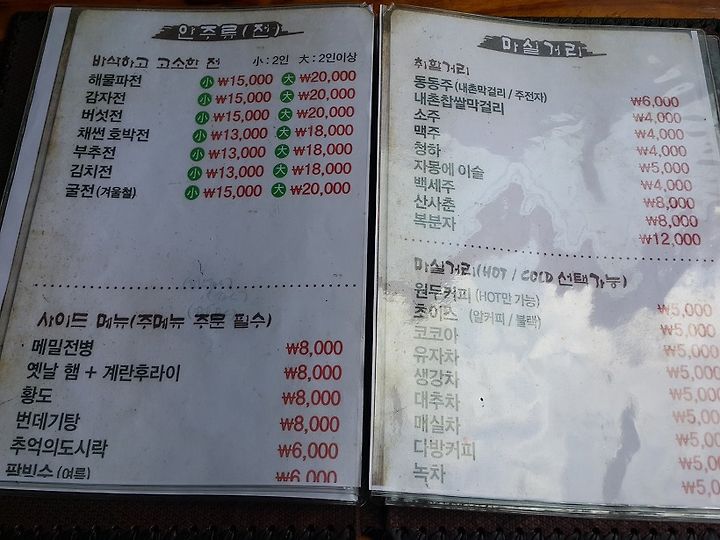 안주류(전)
바삭하고 고소한 전 小 : 2인 大 : 2인이상
해물파전 小 ₩15,000 大 ₩20,000
감자전 小 ₩15,000 大 ₩20,000
버섯전 小 ₩15,000 大 ₩20,000
채썬 호박전 小 ₩13,000 大 ₩18,000
부추전 小 ₩13,000 大 ₩18,000
김치전 小 ₩13,000 大 ₩18,000
굴전 (겨울철) 小 ₩15,000 大 ₩20,000
사이드 메뉴(주메뉴 주문 필수)
메밀전병 ₩8,000
옛날 햄 + 계란후라이 ₩8,000
황도 ₩8,000
번데기탕 ₩8,000
추억의도시락 ₩6,000
팥빙수 (여름) ₩6,000
마실거리
취할거리
동동주 (내촌막걸리 / 주전자) ₩6,000
내촌찹쌀막걸리 ₩4,000
소주 ₩4,000
맥주 ₩4,000
청하 ₩5,000
자몽에 이슬 ₩4,000
백세주 ₩8,000
산사춘 ₩8,000
복분자 ₩12,000
마실거리(HOT / COLD 선택가능)
원두커피 (HOT만 가능) ₩5,000
초이스 (알커피 / 블랙) ₩5,000
코코아 ₩5,000
유자차 ₩5,000
생강차 ₩5,000
대추차 ₩5,00
매실차 ₩5,00
다방커피 ₩5,00
녹차 ₩5,0